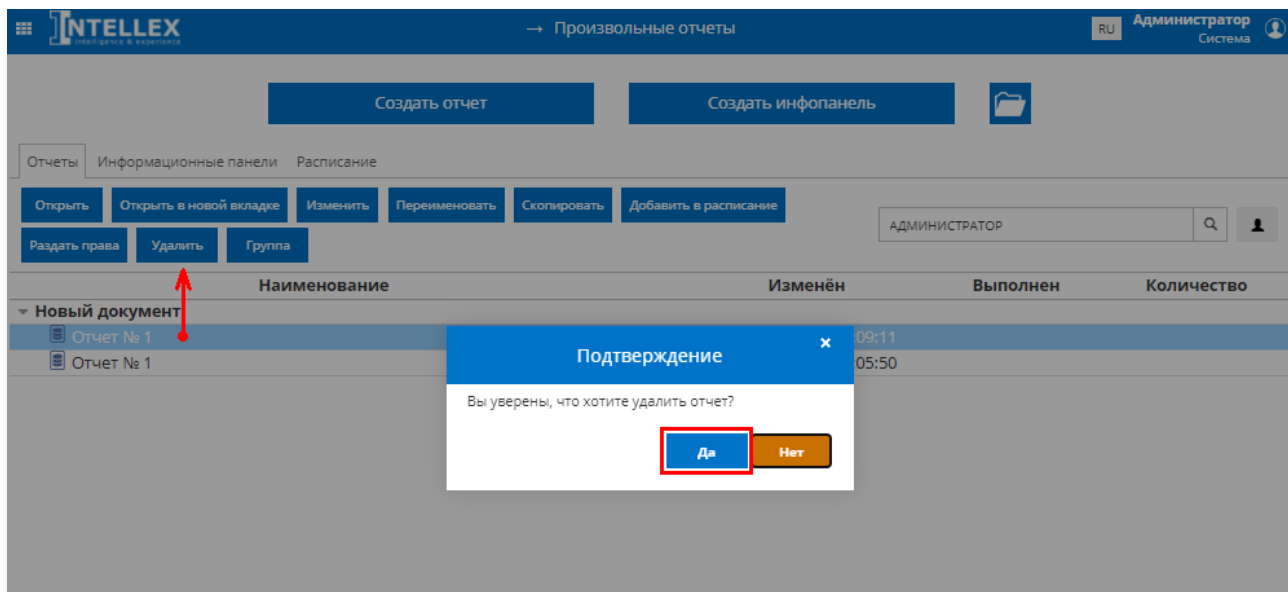 INTELLEX
intelligence & experience
→ Произвольные отчеты
RU
Администратор
Система
Создать отчет
Создать инфопанель
Отчеты Информационные панели Расписание
Открыть Открыть в новой вкладке Изменить Переименовать Скопировать Добавить в расписание
АДМИНИСТРАТОР
Раздать права Удалить Группа
Наименование Изменён Выполнен Количество
Новый документ
Отчет № 1 :09:11
Отчет № 1 05:50
Подтверждение
Вы уверены, что хотите удалить отчет?
Да Нет